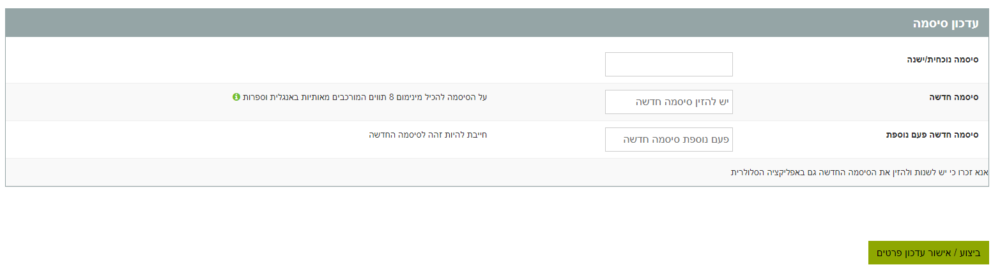 עדכון סיסמה
סיסמה נוכחית/ישנה
סיסמה חדשה יש להזין סיסמה חדשה על הסיסמה להכיל מינימום 8 תווים המורכבים מאותיות באנגלית וספרות
סיסמה חדשה פעם נוספת פעם נוספת סיסמה חדשה חייבת להיות זהה לסיסמה החדשה
אנא זכרו כי יש לשנות ולהזין את הסיסמה החדשה גם באפליקציה הסלולרית
ביצוע / אישור עדכון פרטים